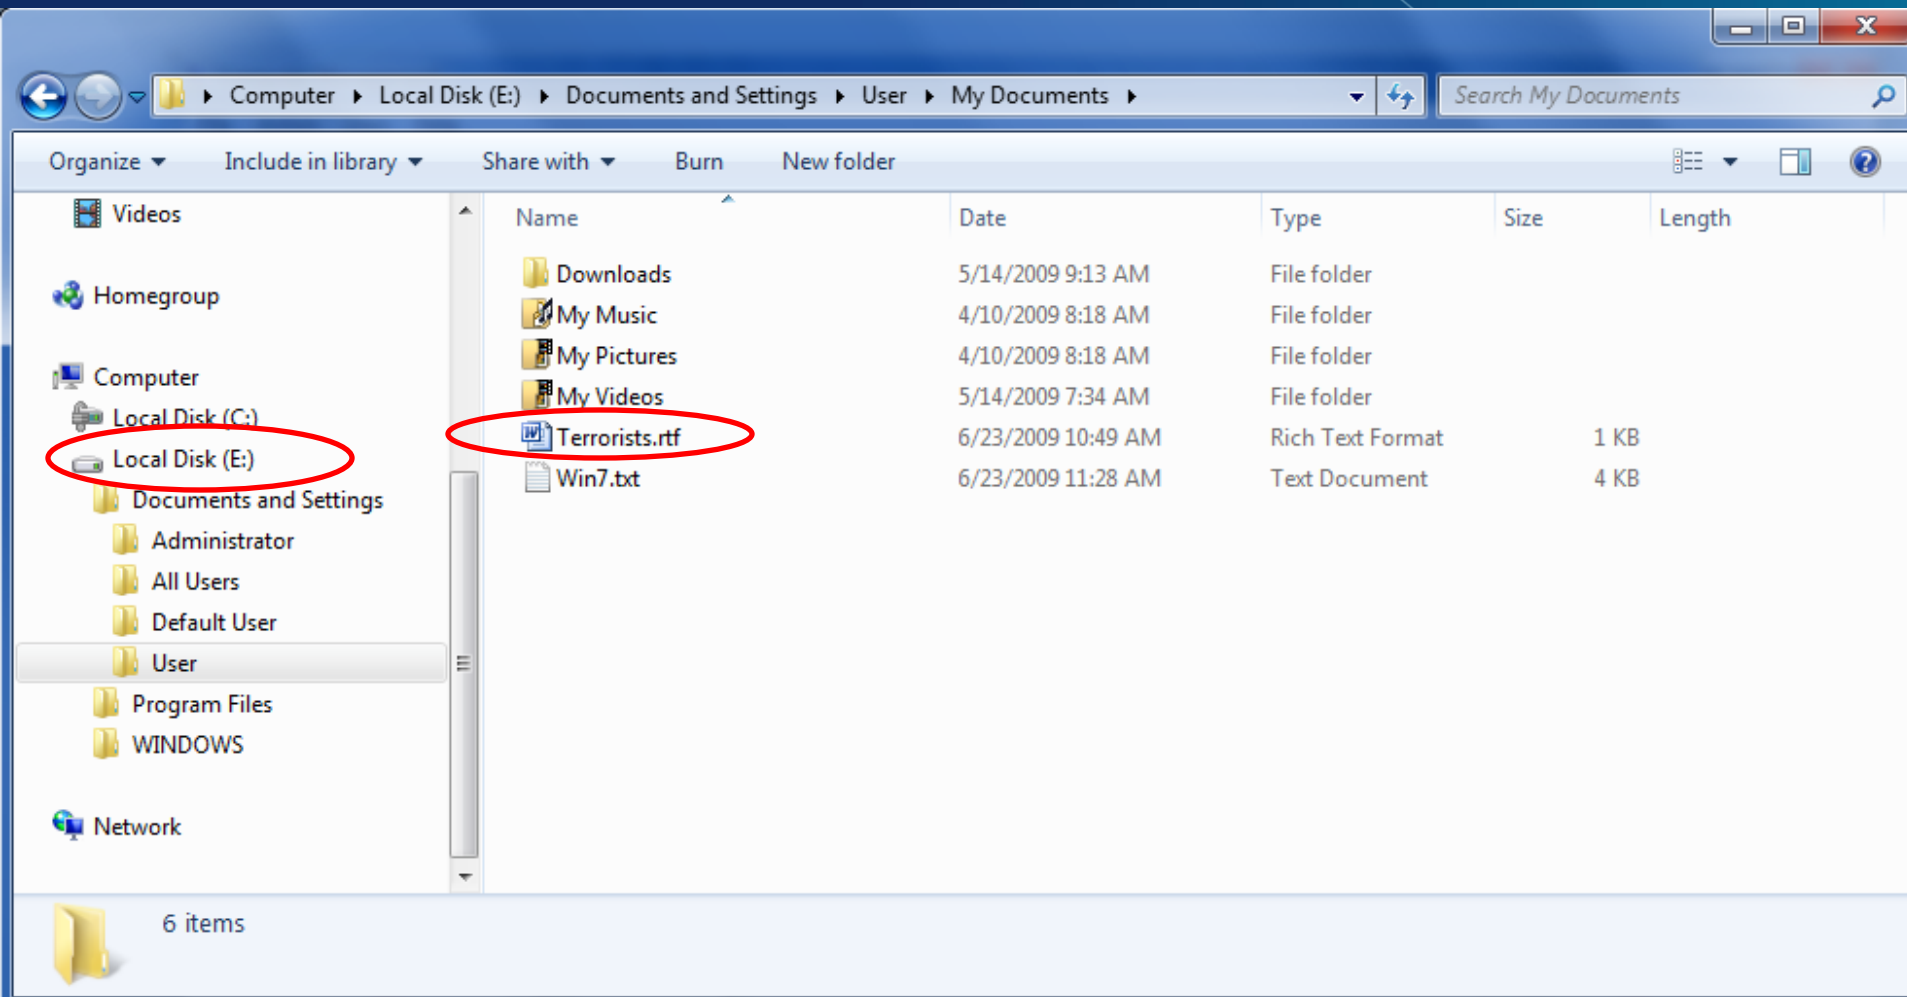 Computer Local Disk (E:) Documents and Settings User My Documents Search My Documents
Organize Include in library Share with Burn New folder
Videos
Homegroup
Computer
Local Disk (C:)
Local Disk (E:)
Documents and Settings
Administrator
All Users
Default User
User
Program Files
WINDOWS
Network
Name Date Type Size Length
Downloads 5/14/2009 9:13 AM File folder
My Music 4/10/2009 8:18 AM File folder
My Pictures 4/10/2009 8:18 AM File folder
My Videos 5/14/2009 7:34 AM File folder
Terrorists.rtf 6/23/2009 10:49 AM Rich Text Format 1 KB
Win7.txt 6/23/2009 11:28 AM Text Document 4 KB
6 items